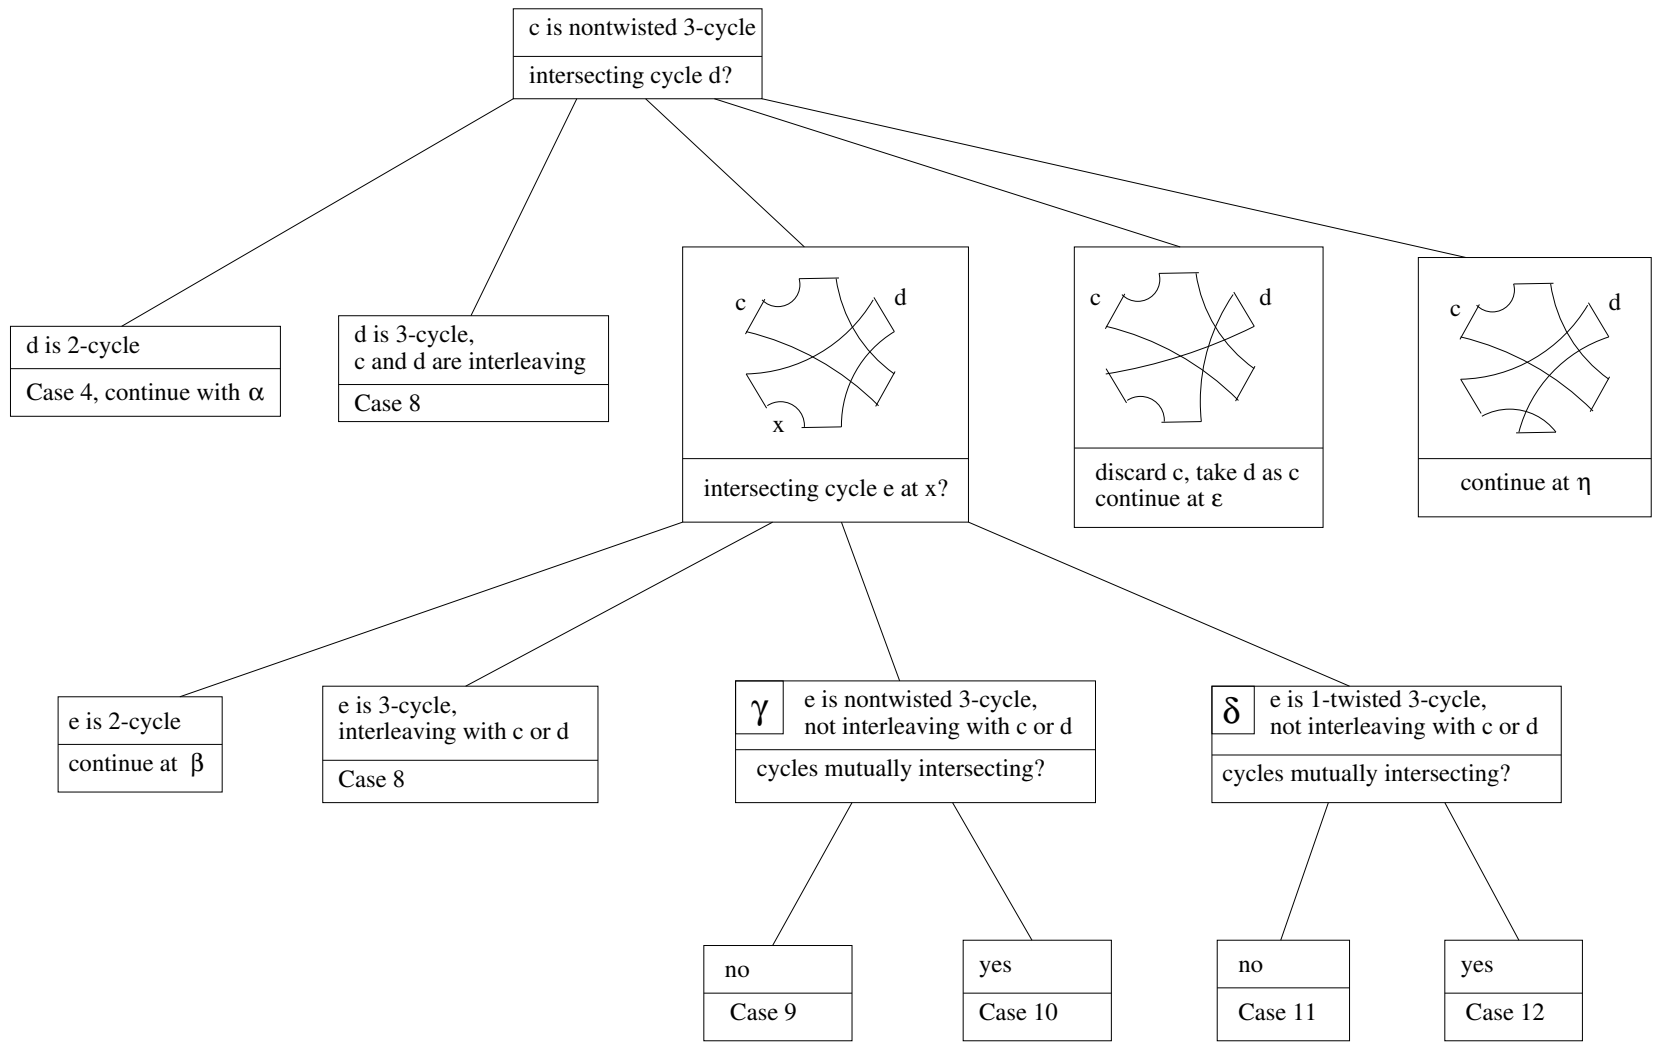 c is nontwisted 3-cycle
intersecting cycle d?
d is 2-cycle
Case 4, continue with α
d is 3-cycle,
c and d are interleaving
Case 8
c
d
x
intersecting cycle e at x?
c
d
discard c, take d as c
continue at ε
c
d
continue at η
e is 2-cycle
continue at β
e is 3-cycle,
interleaving with c or d
Case 8
γ
e is nontwisted 3-cycle,
not interleaving with c or d
cycles mutually intersecting?
δ
e is 1-twisted 3-cycle,
not interleaving with c or d
cycles mutually intersecting?
no
Case 9
yes
Case 10
no
Case 11
yes
Case 12